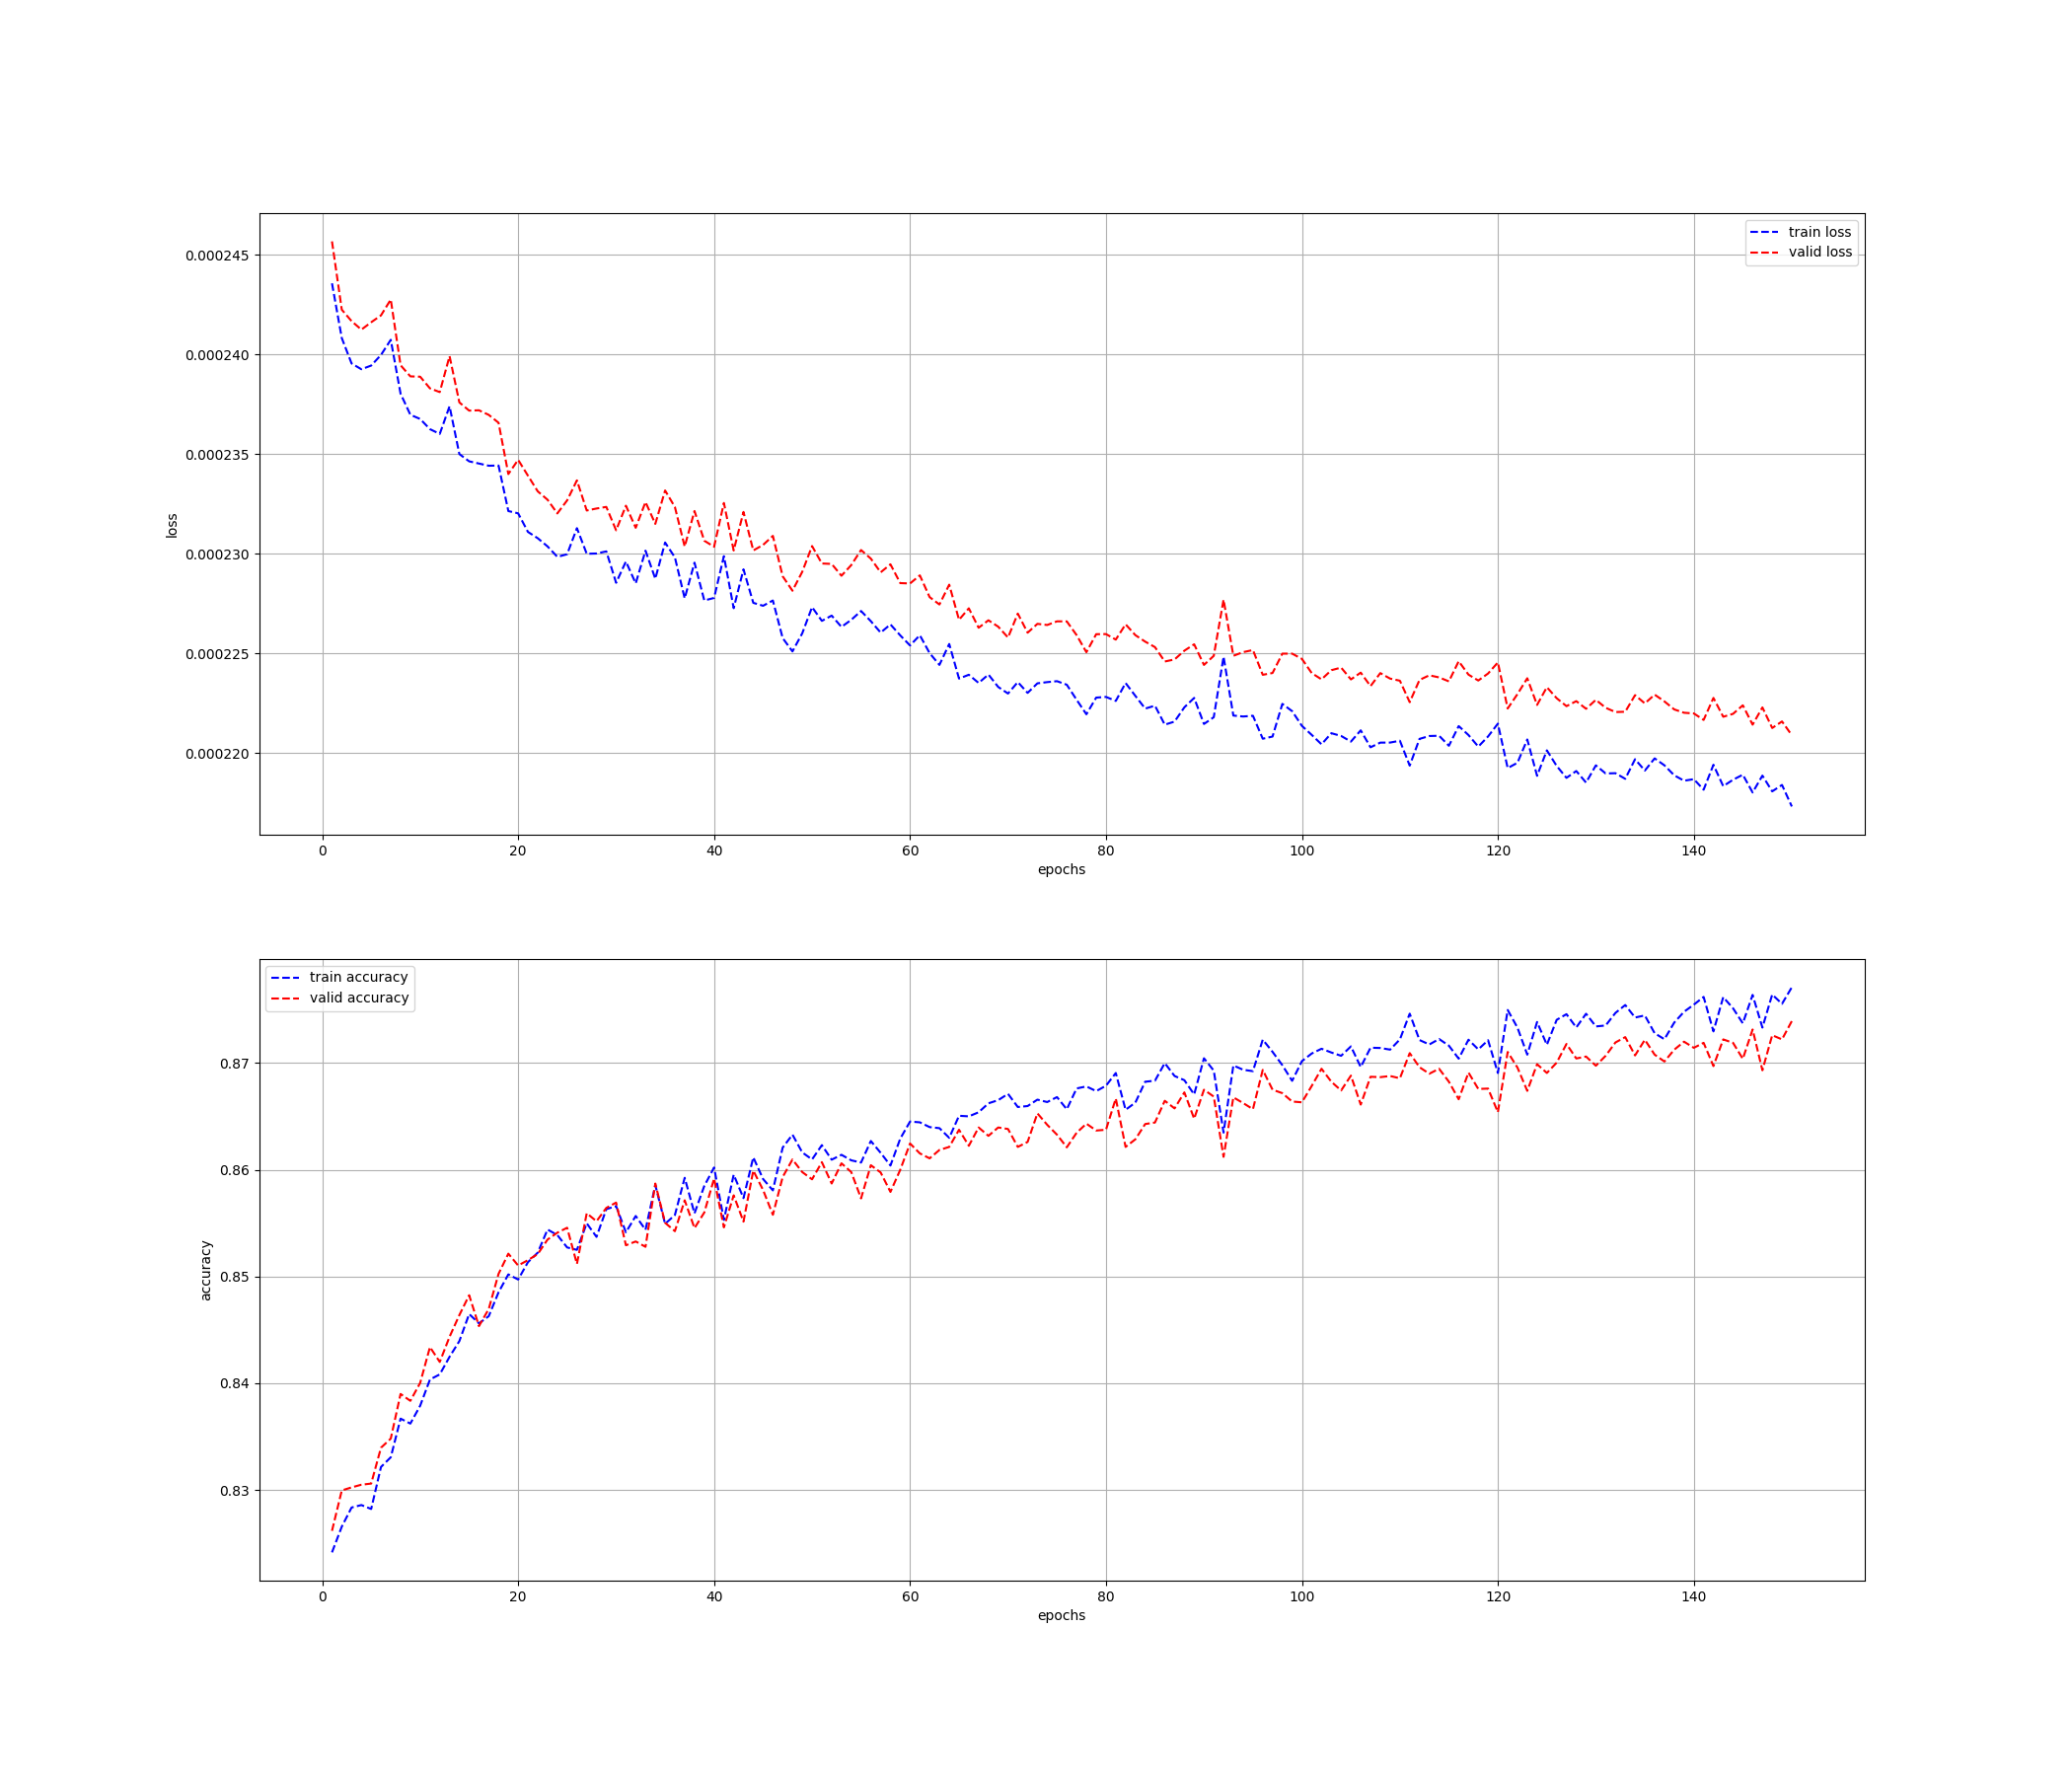 train loss
valid loss
0.000245
0.000240
0.000235
0.000230
0.000225
0.000220
loss
0 20 40 60 80 100 120 140
epochs
train accuracy
valid accuracy
0.87
0.86
0.85
0.84
0.83
accuracy
0 20 40 60 80 100 120 140
epochs